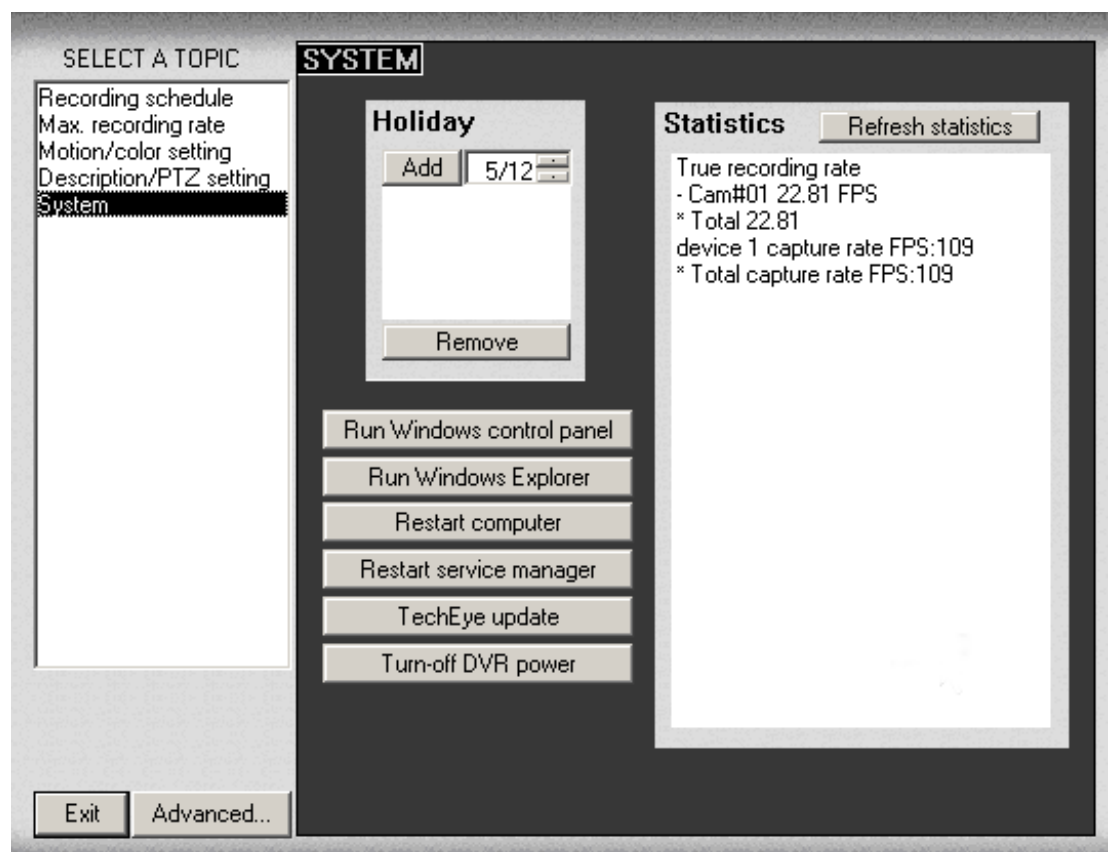 SELECT A TOPIC
Recording schedule
Max. recording rate
Motion/color setting
Description/PTZ setting
System
Exit
Advanced...
SYSTEM
Holiday
Add
5/12
Remove
Run Windows control panel
Run Windows Explorer
Restart computer
Restart service manager
TechEye update
Turn-off DVR power
Statistics
Refresh statistics
True recording rate
- Cam#01 22.81 FPS
* Total 22.81
device 1 capture rate FPS:109
* Total capture rate FPS:109